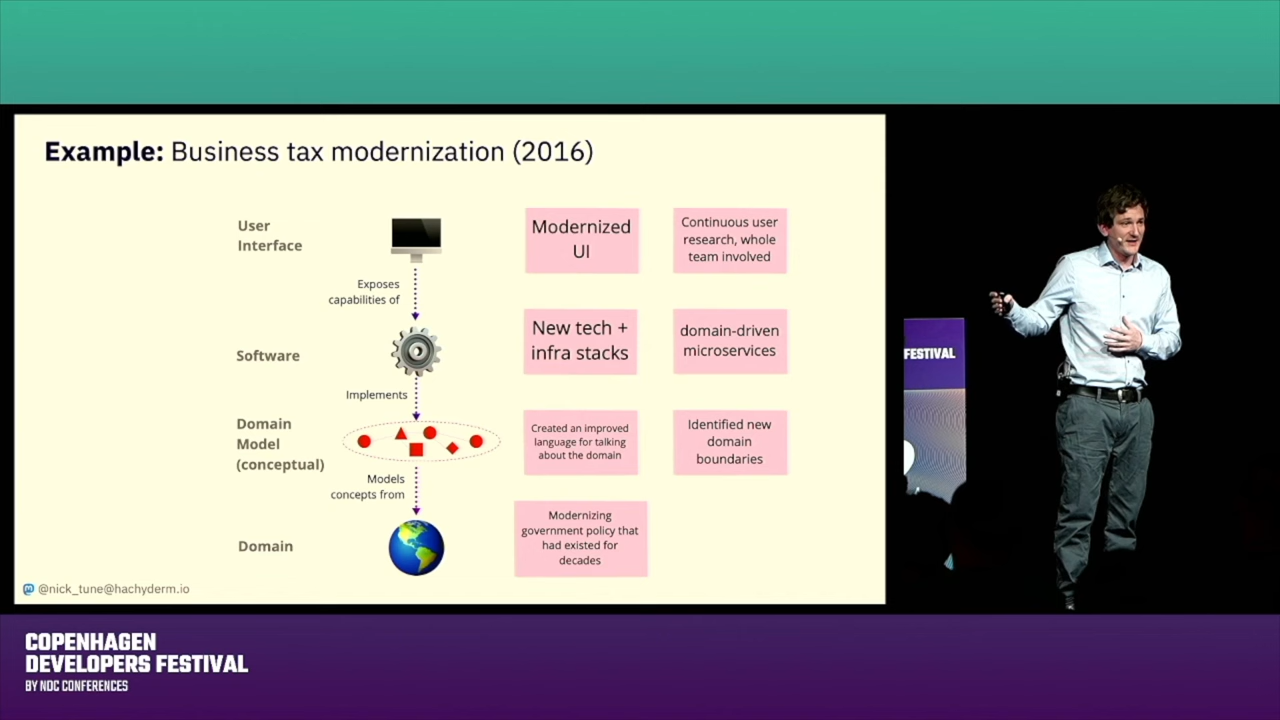 Example: Business tax modernization (2016)
User
Interface
Modernized
UI
Continuous user
research, whole
team involved
Exposes
capabilities of
Software
New tech +
infra stacks
domain-driven
microservices
Implements
Domain
Model
(conceptual)
Created an improved
language for talking
about the domain
Identified new
domain
boundaries
Models
concepts from
Domain
Modernizing
government policy that
had existed for
decades
@nick_tune@hachyderm.io
FESTIVAL
COPENHAGEN
DEVELOPERS FESTIVAL
BY NDC CONFERENCES